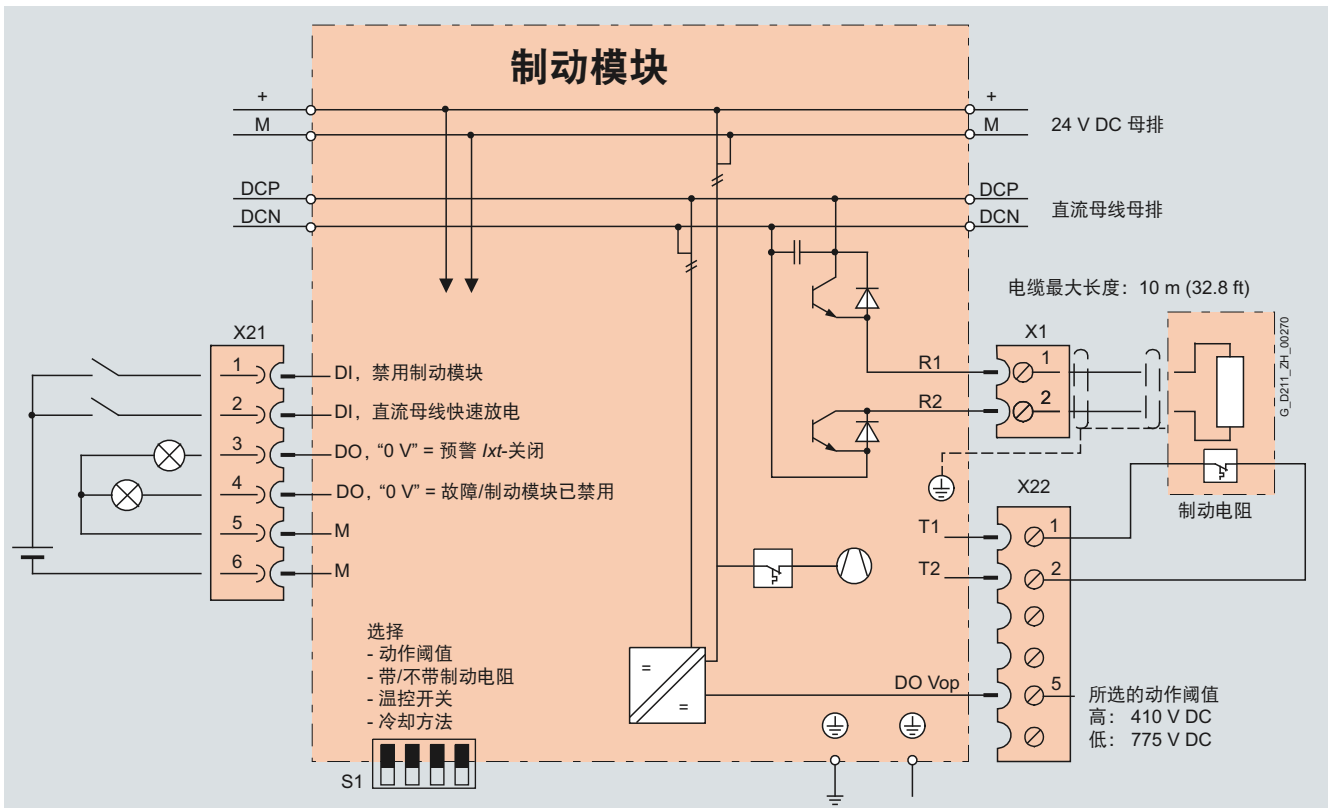 制动模块
+
+
M
M
24 V DC 母排
DCP
DCP
DCN
DCN
直流母线母排
电缆最大长度：10 m (32.8 ft)
G_D211_ZH_00270
X21
X1
1
DI，禁用制动模块
R1
1
2
DI，直流母线快速放电
R2
2
3
DO，“0 V” = 预警 Ixt-关闭
4
DO，“0 V” = 故障/制动模块已禁用
X22
制动电阻
5
M
T1
1
6
M
T2
2
选择
- 动作阈值
- 带/不带制动电阻
- 温控开关
- 冷却方法
=
=
DO Vop
5
所选的动作阈值
高： 410 V DC
低： 775 V DC
S1